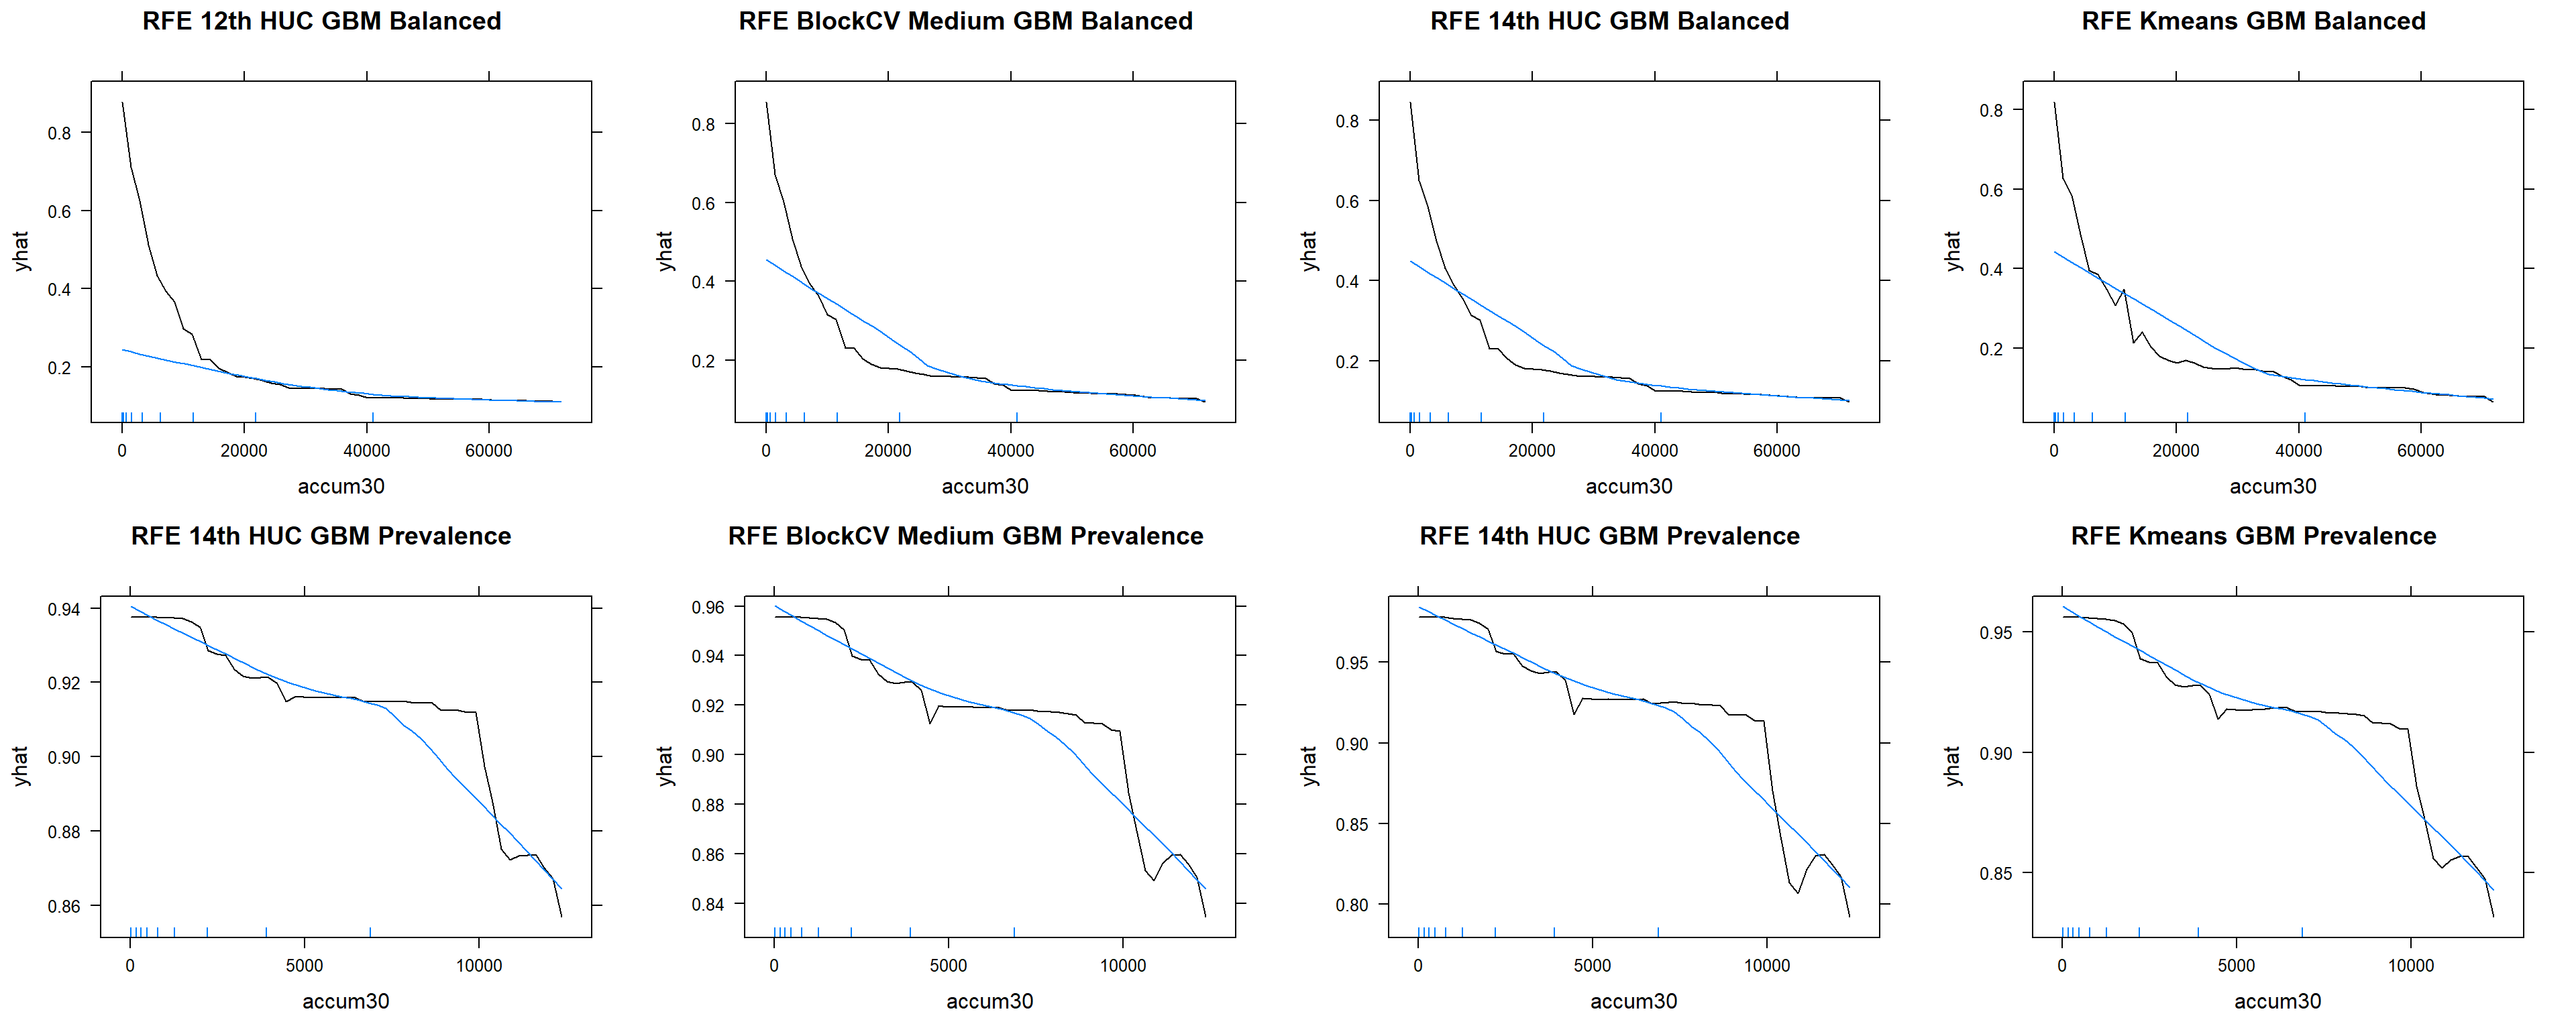 RFE 12th HUC GBM Balanced
yhat
0.8
0.6
0.4
0.2
0 20000 40000 60000
accum30
RFE BlockCV Medium GBM Balanced
yhat
0.8
0.6
0.4
0.2
0 20000 40000 60000
accum30
RFE 14th HUC GBM Balanced
yhat
0.8
0.6
0.4
0.2
0 20000 40000 60000
accum30
RFE Kmeans GBM Balanced
yhat
0.8
0.6
0.4
0.2
0 20000 40000 60000
accum30
RFE 14th HUC GBM Prevalence
yhat
0.94
0.92
0.90
0.88
0.86
0 5000 10000
accum30
RFE BlockCV Medium GBM Prevalence
yhat
0.96
0.94
0.92
0.90
0.88
0.86
0.84
0 5000 10000
accum30
RFE 14th HUC GBM Prevalence
yhat
0.95
0.90
0.85
0.80
0 5000 10000
accum30
RFE Kmeans GBM Prevalence
yhat
0.95
0.90
0.85
0 5000 10000
accum30